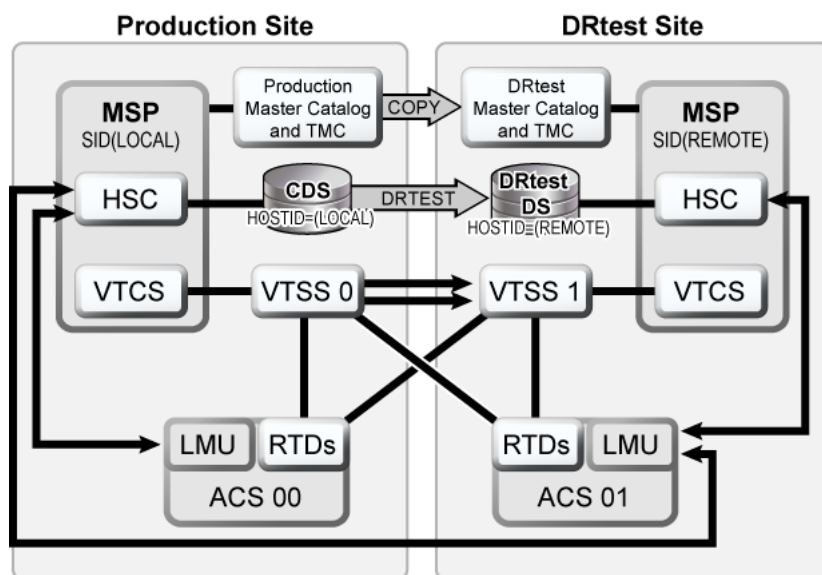 Production Site
DRtest Site
MSP
SID(LOCAL)
Production
Master Catalog
and TMC
COPY
DRtest
Master Catalog
and TMC
MSP
SID(REMOTE)
HSC
CDS
HOSTID=(LOCAL)
DRTEST
DRtest
DS
HOSTID=(REMOTE)
HSC
VTCS
VTSS 0
VTSS 1
VTCS
LMU
RTDs
ACS 00
RTDs
LMU
ACS 01